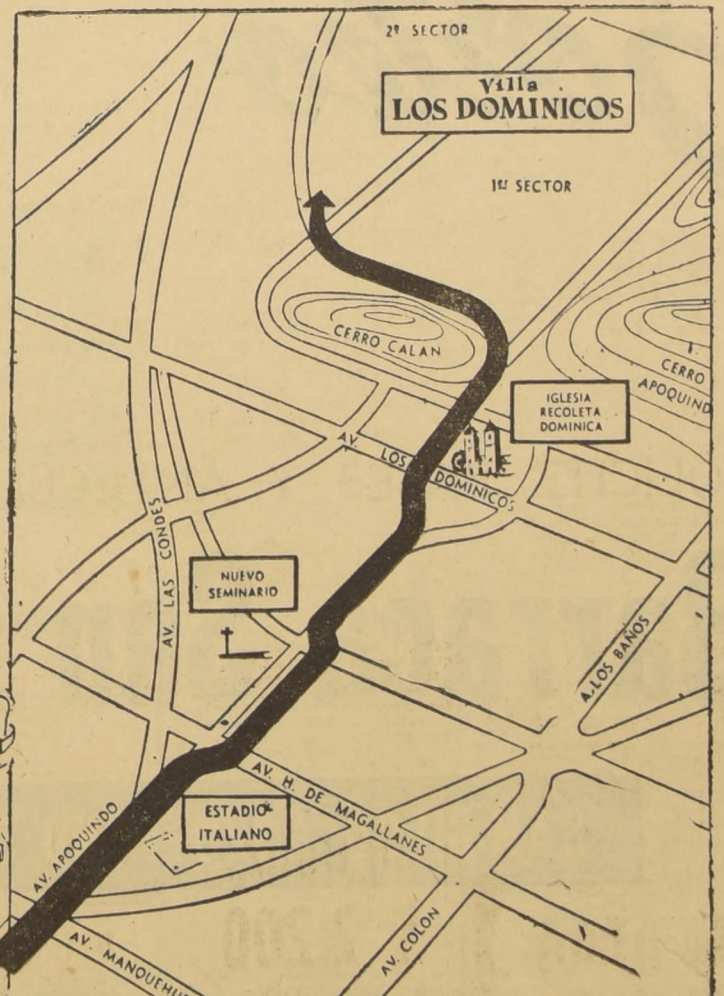 2º SECTOR
Villa
LOS DOMINICOS
1er SECTOR
CERRO CALAN
CERRO
APOQUIND
IGLESIA
RECOLETA
DOMINICA
AV. LOS DOMINICOS
AV. LAS CONDES
NUEVO
SEMINARIO
A. LOS BAÑOS
AV. H. DE MAGALLANES
ESTADIO
ITALIANO
AV. APOQUINDO
AV. COLON
AV. MANQUEHUE